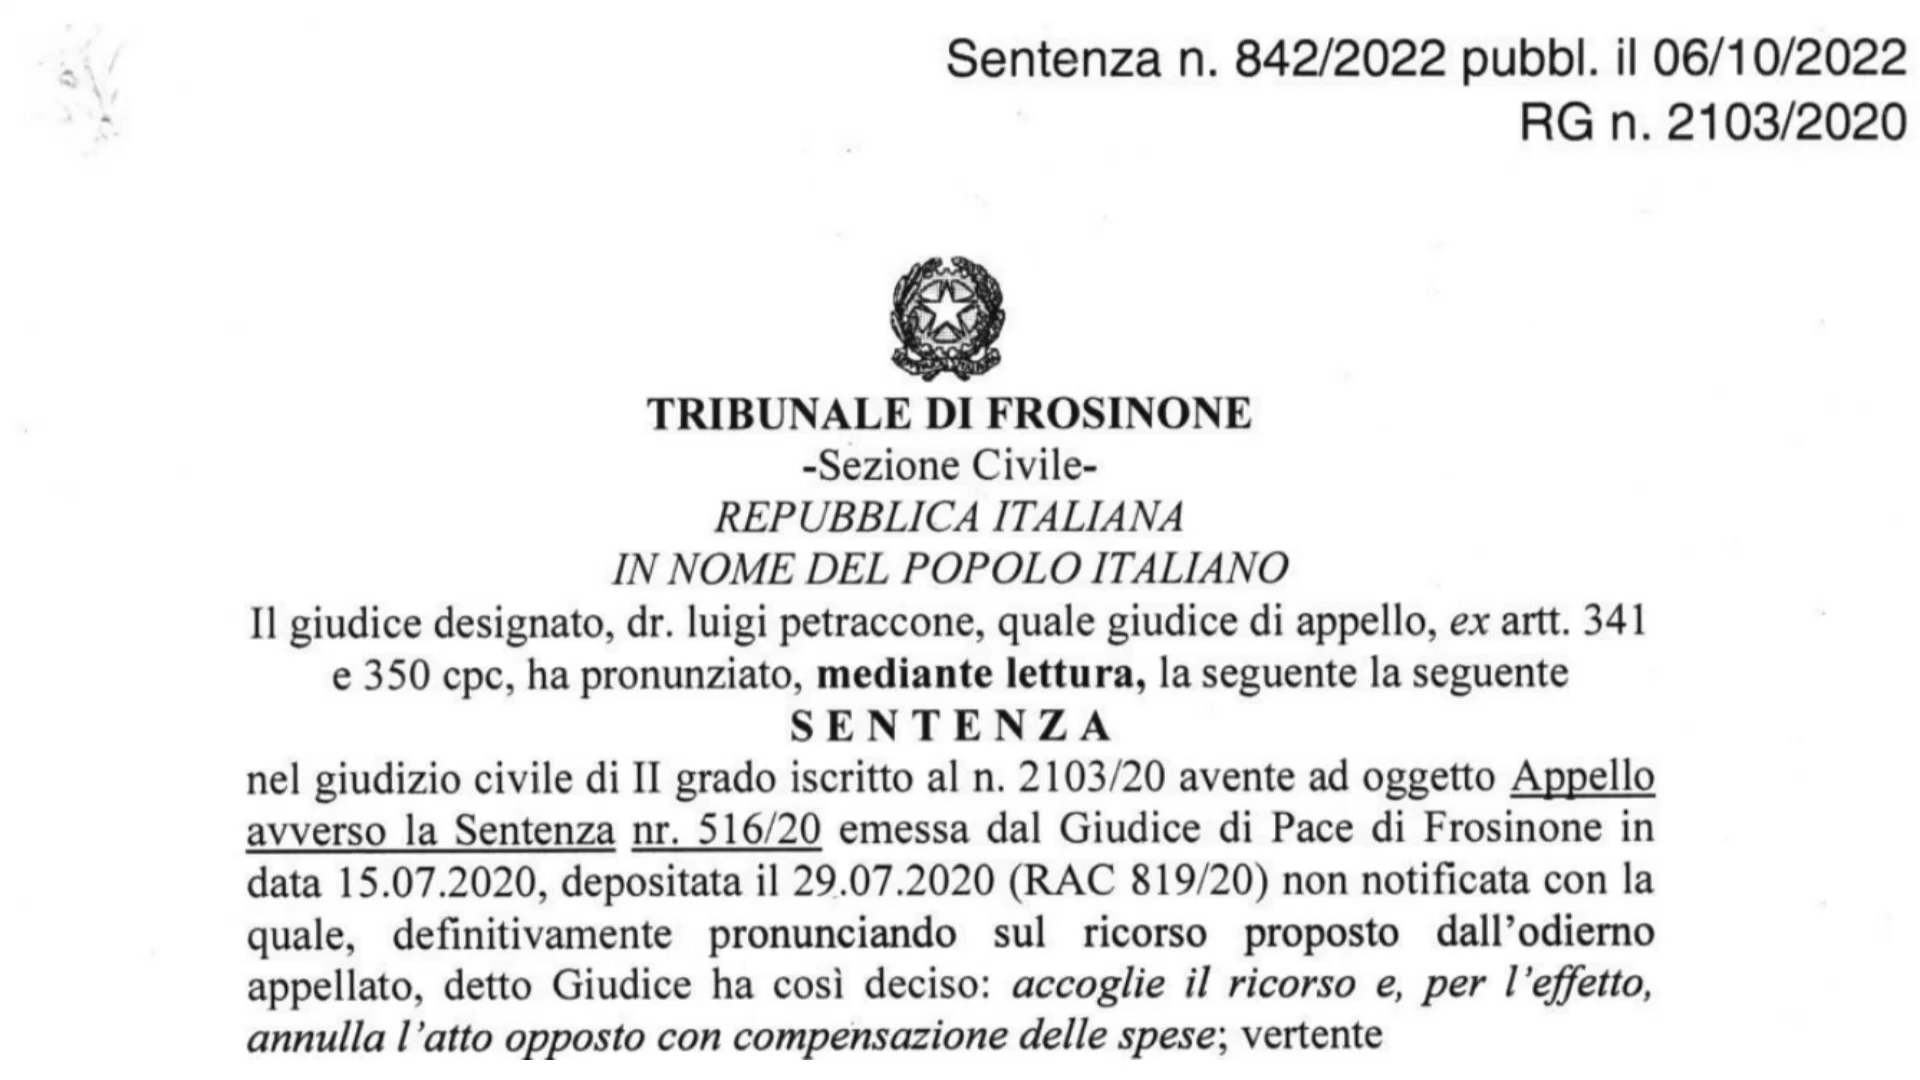 Sentenza n. 842/2022 pubbl. il 06/10/2022
RG n. 2103/2020
TRIBUNALE DI FROSINONE
-Sezione Civile-
REPUBBLICA ITALIANA
IN NOME DEL POPOLO ITALIANO
Il giudice designato, dr. luigi petraccone, quale giudice di appello, ex artt. 341
e 350 cpc, ha pronunziato, mediante lettura, la seguente la seguente
S E N T E N Z A
nel giudizio civile di II grado iscritto al n. 2103/20 avente ad oggetto Appello
avverso la Sentenza nr. 516/20 emessa dal Giudice di Pace di Frosinone in
data 15.07.2020, depositata il 29.07.2020 (RAC 819/20) non notificata con la
quale, definitivamente pronunciando sul ricorso proposto dall'odierno
appellato, detto Giudice ha così deciso: accoglie il ricorso e, per l'effetto,
annulla l'atto opposto con compensazione delle spese; vertente